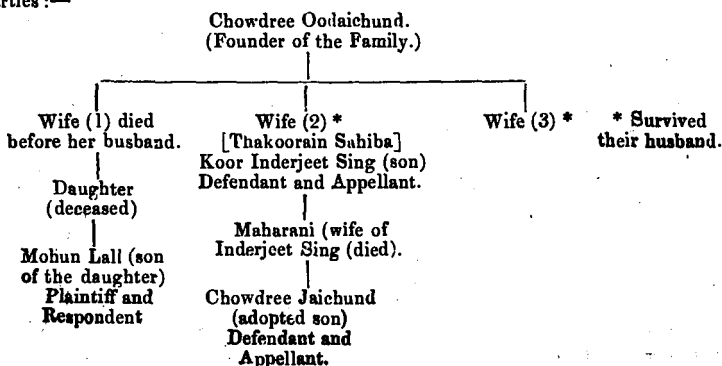 arties :—
Chowdree Oodaichund.
(Founder of the Family.)
Wife (1) died
before her husband.
Daughter
(deceased)
Mohun Lall (son
of the daughter)
Plaintiff and
Respondent
Wife (2) *
[Thakoorain Sahiba]
Koor Inderjeet Sing (son)
Defendant and Appellant.
Maharani (wife of
Inderjeet Sing (died).
Chowdree Jaichund
(adopted son)
Defendant and
Appellant.
Wife (3) *
* Survived
their husband.